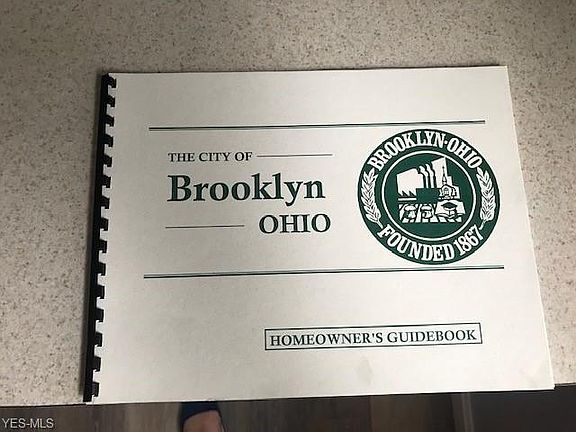 THE CITY OF
Brooklyn
OHIO
BROOKLYN·OHIO
FOUNDED 1867
HOMEOWNER'S GUIDEBOOK
YES-MLS